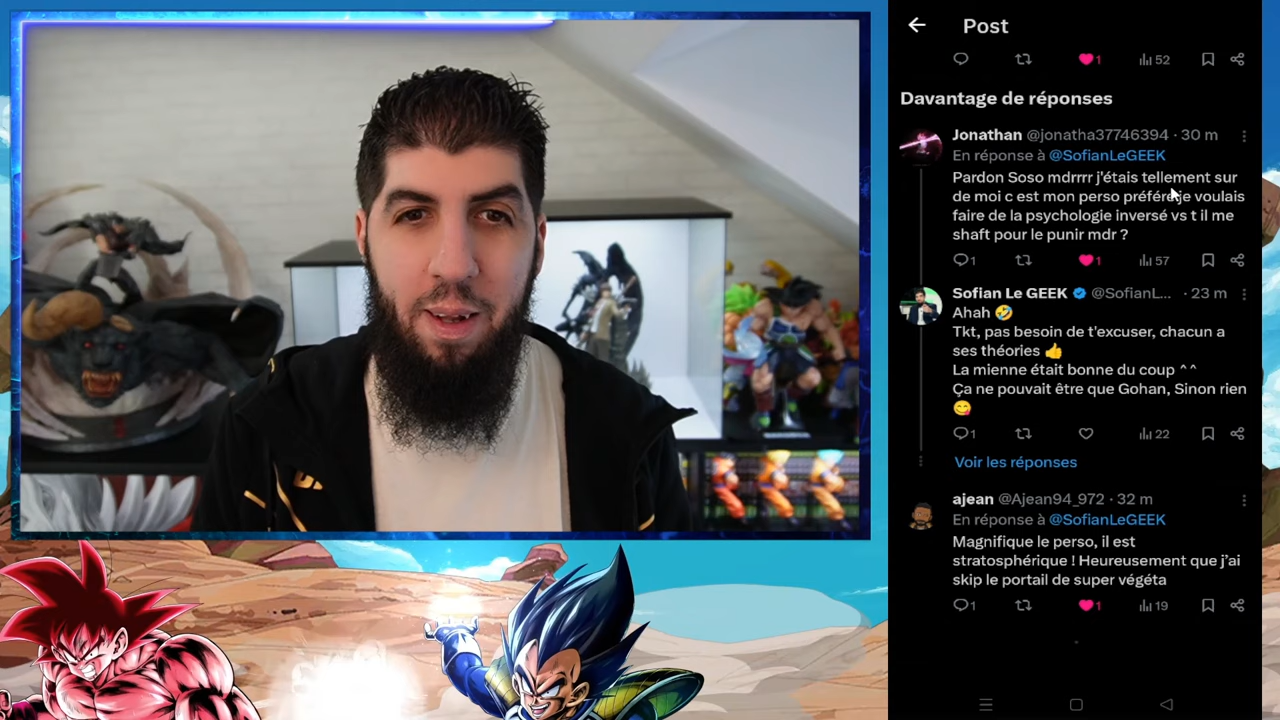 Post
1
52
Davantage de réponses
Jonathan @jonatha37746394 · 30 m
En réponse à @SofianLeGEEK
Pardon Soso mdrrrr j'étais tellement sur
de moi c est mon perso préféré je voulais
faire de la psychologie inversé vs t il me
shaft pour le punir mdr ?
1 1 57
Sofian Le GEEK @SofianL... · 23 m
Ahah 🤣
Tkt, pas besoin de t'excuser, chacun a
ses théories 👍
La mienne était bonne du coup ^^
Ça ne pouvait être que Gohan, Sinon rien
😋
1 22
Voir les réponses
ajean @Ajean94_972 · 32 m
En réponse à @SofianLeGEEK
Magnifique le perso, il est
stratosphérique ! Heureusement que j'ai
skip le portail de super végéta
1 1 19